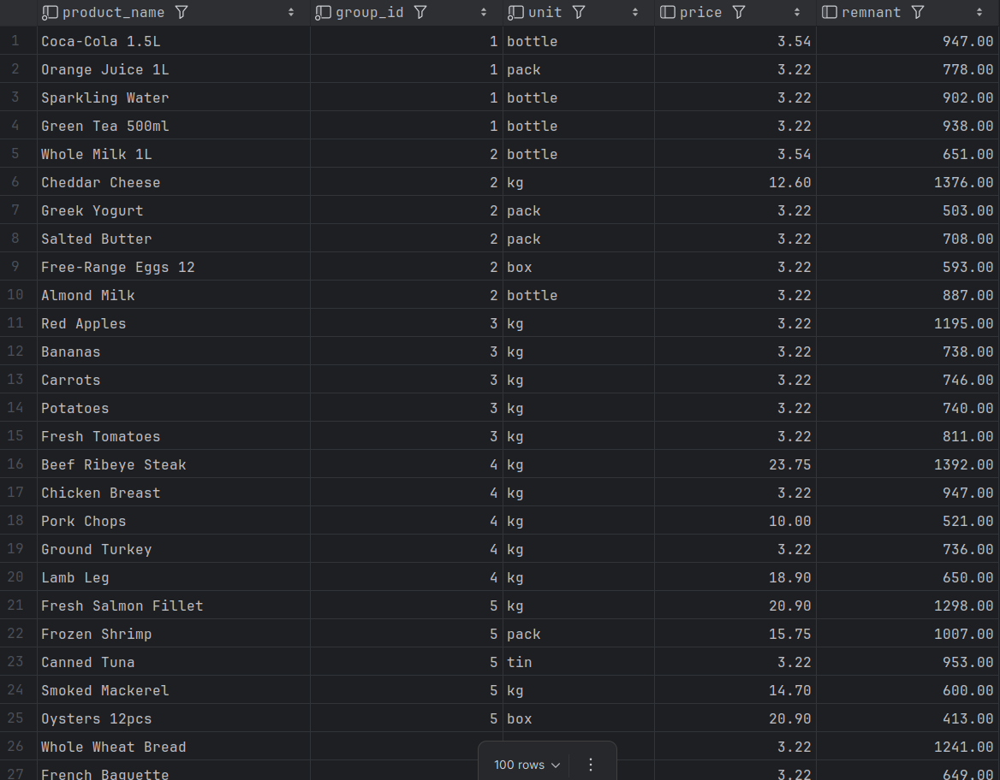 product_name group_id unit price remnant
1 Coca-Cola 1.5L 1 bottle 3.54 947.00
2 Orange Juice 1L 1 pack 3.22 778.00
3 Sparkling Water 1 bottle 3.22 902.00
4 Green Tea 500ml 1 bottle 3.22 938.00
5 Whole Milk 1L 2 bottle 3.54 651.00
6 Cheddar Cheese 2 kg 12.60 1376.00
7 Greek Yogurt 2 pack 3.22 503.00
8 Salted Butter 2 pack 3.22 708.00
9 Free-Range Eggs 12 2 box 3.22 593.00
10 Almond Milk 2 bottle 3.22 887.00
11 Red Apples 3 kg 3.22 1195.00
12 Bananas 3 kg 3.22 738.00
13 Carrots 3 kg 3.22 746.00
14 Potatoes 3 kg 3.22 740.00
15 Fresh Tomatoes 3 kg 3.22 811.00
16 Beef Ribeye Steak 4 kg 23.75 1392.00
17 Chicken Breast 4 kg 3.22 947.00
18 Pork Chops 4 kg 10.00 521.00
19 Ground Turkey 4 kg 3.22 736.00
20 Lamb Leg 4 kg 18.90 650.00
21 Fresh Salmon Fillet 5 kg 20.90 1298.00
22 Frozen Shrimp 5 pack 15.75 1007.00
23 Canned Tuna 5 tin 3.22 953.00
24 Smoked Mackerel 5 kg 14.70 600.00
25 Oysters 12pcs 5 box 20.90 413.00
26 Whole Wheat Bread 3.22 1241.00
100 rows
27 French Baguette 3.22 649.00